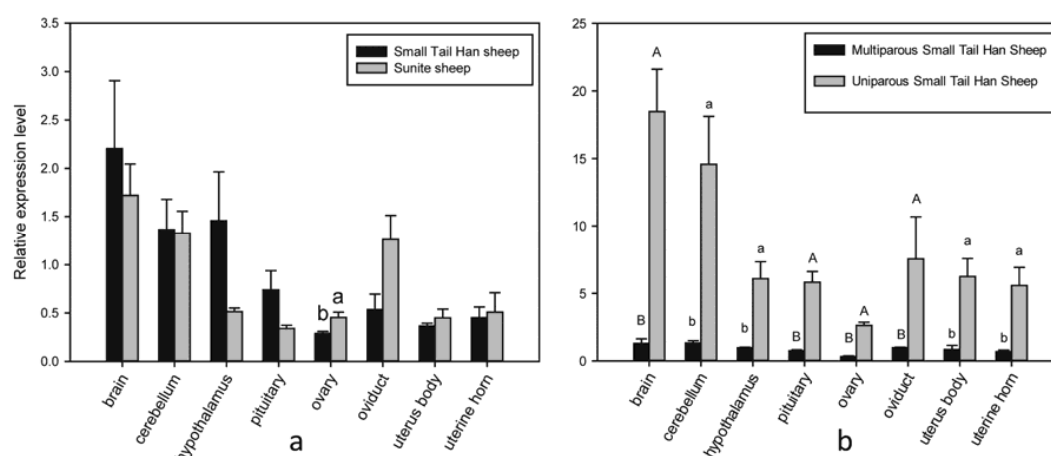 Relative expression level
3.5
3.0
2.5
2.0
1.5
1.0
0.5
0.0
Small Tail Han sheep
Sunite sheep
b
a
brain
cerebellum
hypothalamus
pituitary
ovary
oviduct
uterus body
uterine horn
a
25
20
15
10
5
0
Multiparous Small Tail Han Sheep
Uniparous Small Tail Han Sheep
B A
b a
b a
B A
B A
B A
b a
b a
brain
cerebellum
hypothalamus
pituitary
ovary
oviduct
uterus body
uterine horn
b